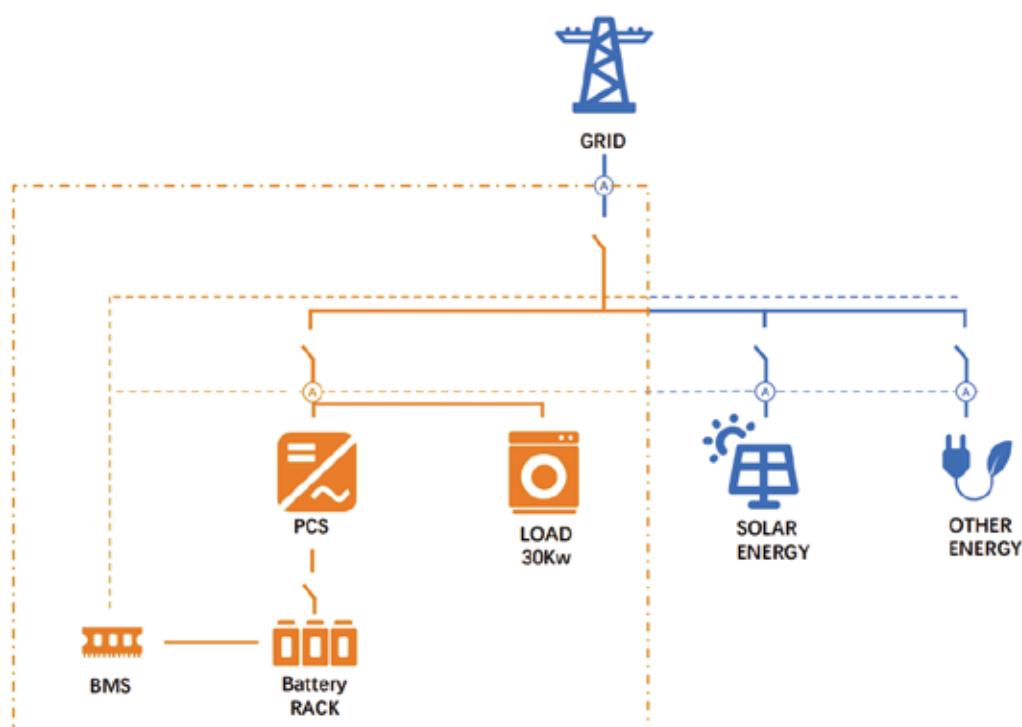 GRID
A
A
A
A
PCS
LOAD
30Kw
SOLAR
ENERGY
OTHER
ENERGY
BMS
Battery
RACK